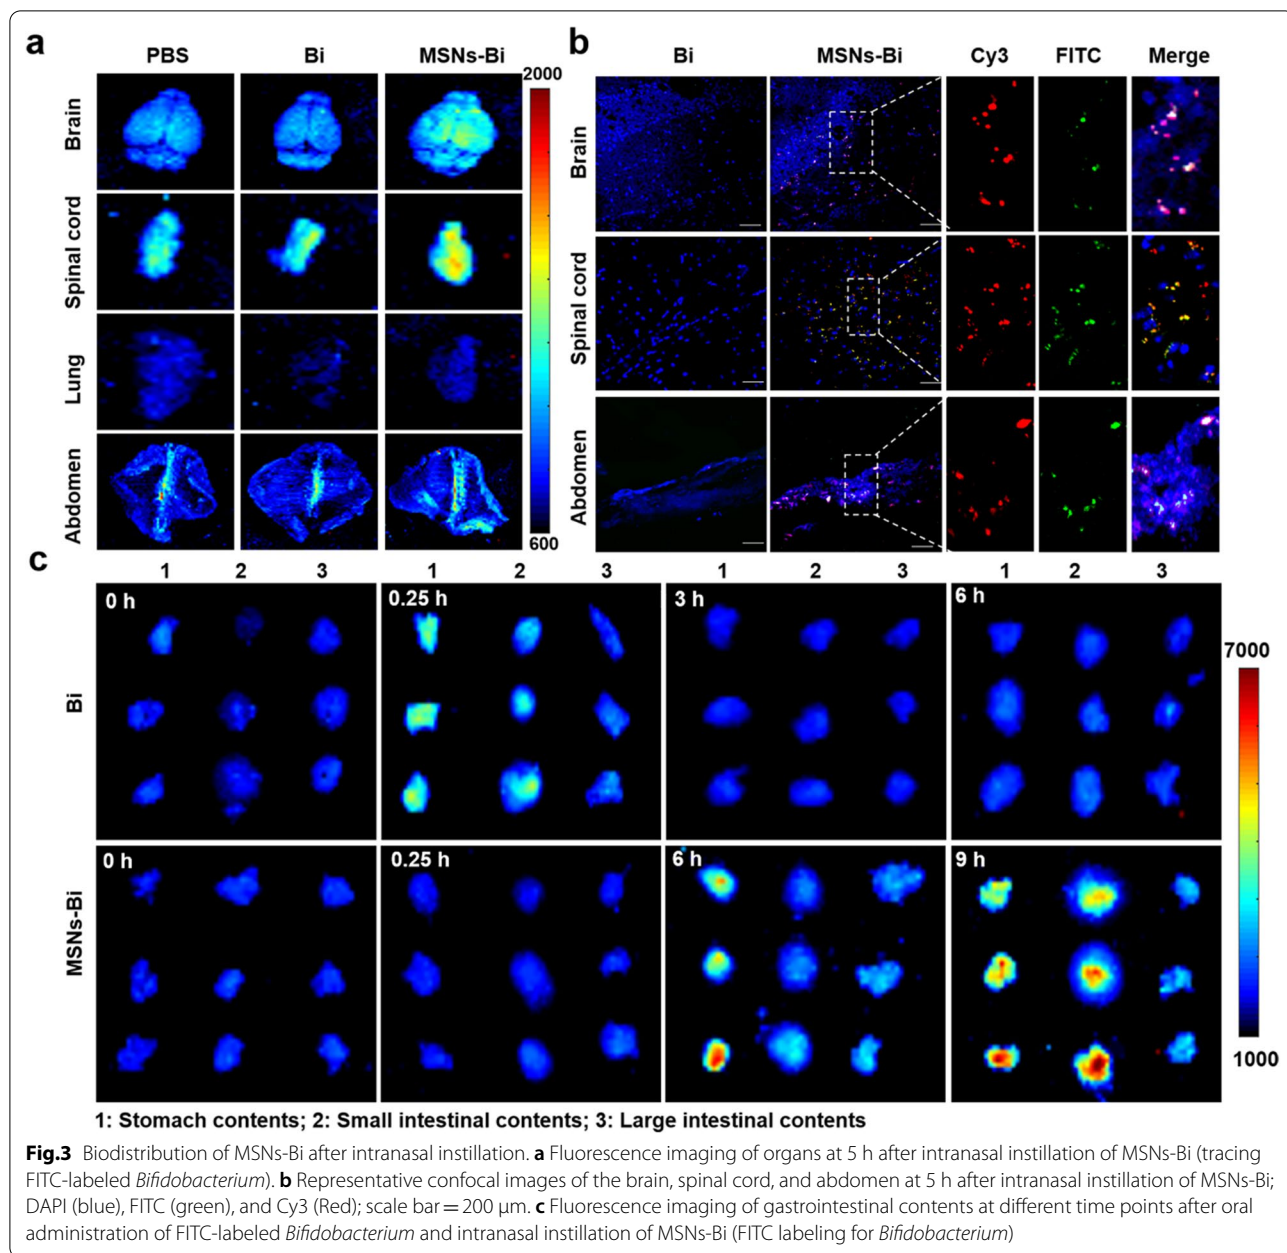 a
PBS Bi MSNs-Bi
Brain
Spinal cord
Lung
Abdomen
2000
600
b
Bi MSNs-Bi Cy3 FITC Merge
Brain
Spinal cord
Abdomen
c
1 2 3 1 2 3 1 2 3 1 2 3
Bi
0 h 0.25 h 3 h 6 h
MSNs-Bi
0 h 0.25 h 6 h 9 h
7000
1000
1: Stomach contents; 2: Small intestinal contents; 3: Large intestinal contents
Fig.3 Biodistribution of MSNs-Bi after intranasal instillation. a Fluorescence imaging of organs at 5 h after intranasal instillation of MSNs-Bi (tracing
FITC-labeled Bifidobacterium). b Representative confocal images of the brain, spinal cord, and abdomen at 5 h after intranasal instillation of MSNs-Bi;
DAPI (blue), FITC (green), and Cy3 (Red); scale bar = 200 μm. c Fluorescence imaging of gastrointestinal contents at different time points after oral
administration of FITC-labeled Bifidobacterium and intranasal instillation of MSNs-Bi (FITC labeling for Bifidobacterium)